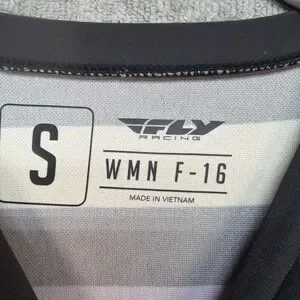 S
FLY
RACING
WMN F-16
MADE IN VIETNAM